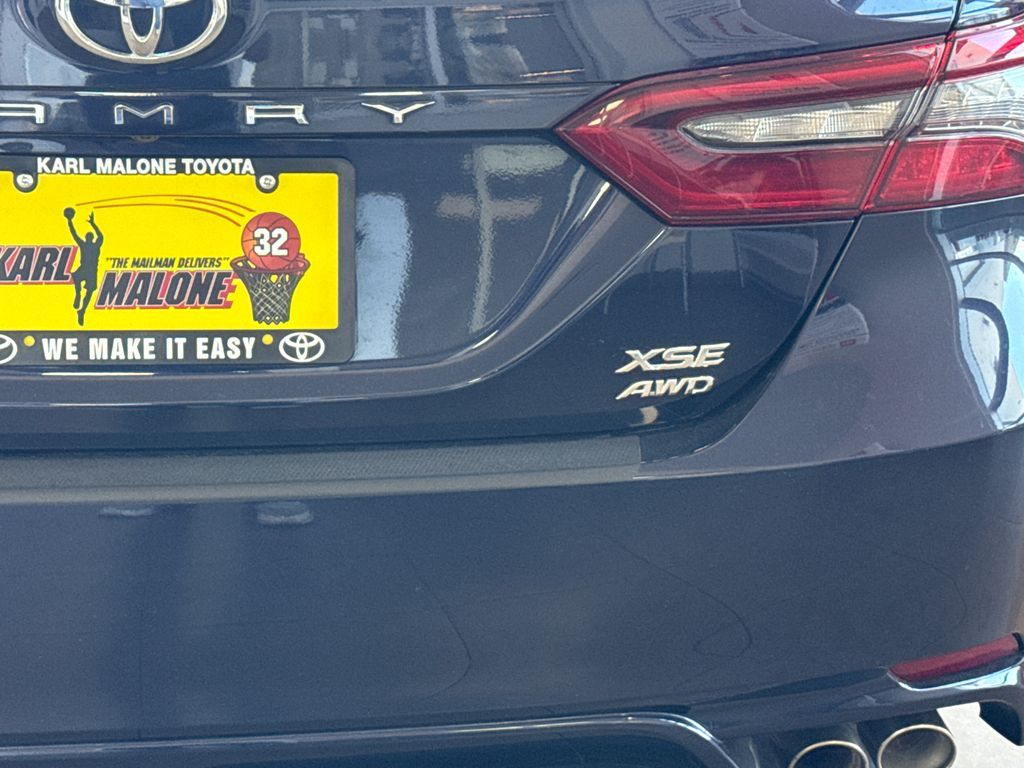 AMRY
KARL MALONE TOYOTA
32
"THE MAILMAN DELIVERS"
KARL
MALONE
WE MAKE IT EASY
XSE
AWD